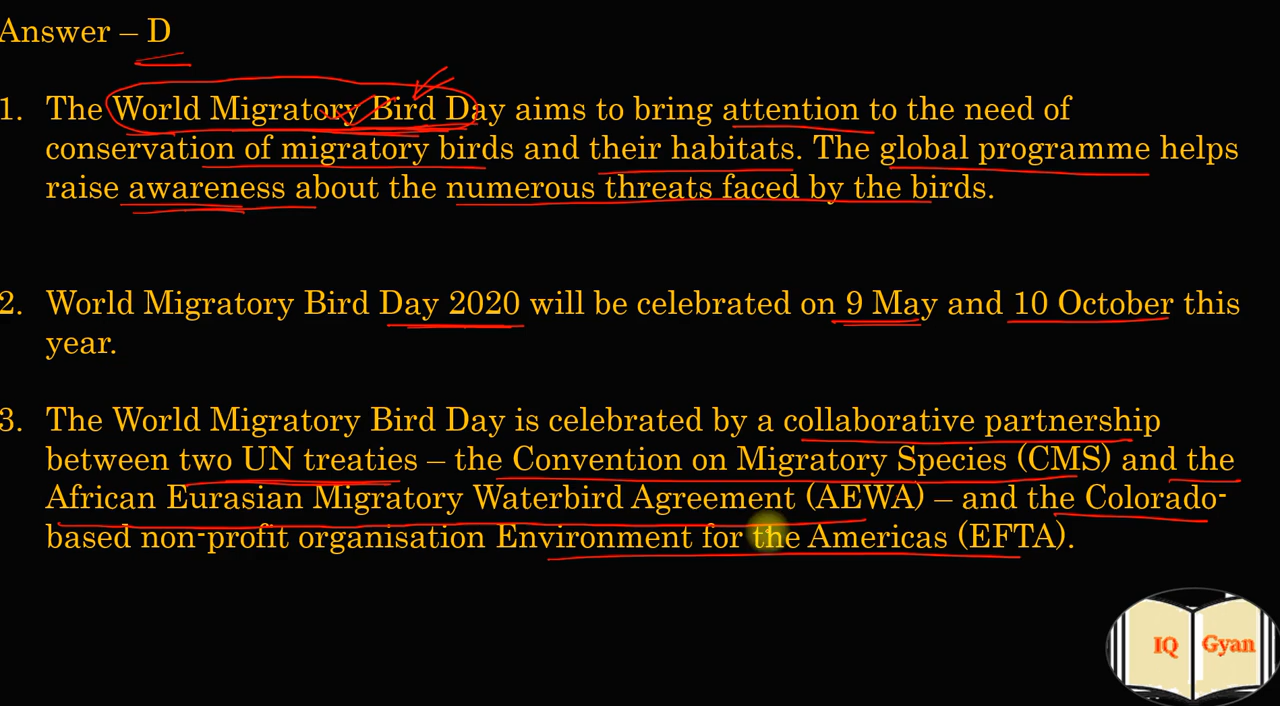 Answer – D
1. The World Migratory Bird Day aims to bring attention to the need of
conservation of migratory birds and their habitats. The global programme helps
raise awareness about the numerous threats faced by the birds.
2. World Migratory Bird Day 2020 will be celebrated on 9 May and 10 October this
year.
3. The World Migratory Bird Day is celebrated by a collaborative partnership
between two UN treaties – the Convention on Migratory Species (CMS) and the
African Eurasian Migratory Waterbird Agreement (AEWA) – and the Colorado-
based non-profit organisation Environment for the Americas (EFTA).
IQ Gyan